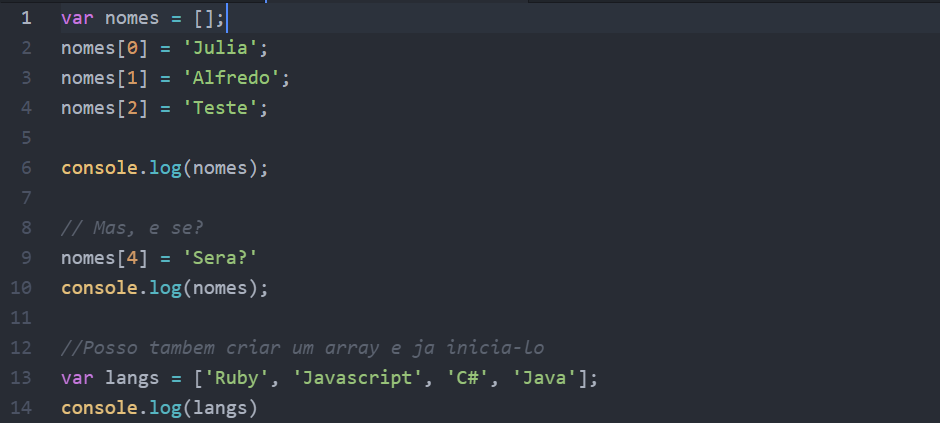 1 var nomes = [];
2 nomes[0] = 'Julia';
3 nomes[1] = 'Alfredo';
4 nomes[2] = 'Teste';
5
6 console.log(nomes);
7
8 // Mas, e se?
9 nomes[4] = 'Sera?'
10 console.log(nomes);
11
12 //Posso tambem criar um array e ja inicia-lo
13 var langs = ['Ruby', 'Javascript', 'C#', 'Java'];
14 console.log(langs)